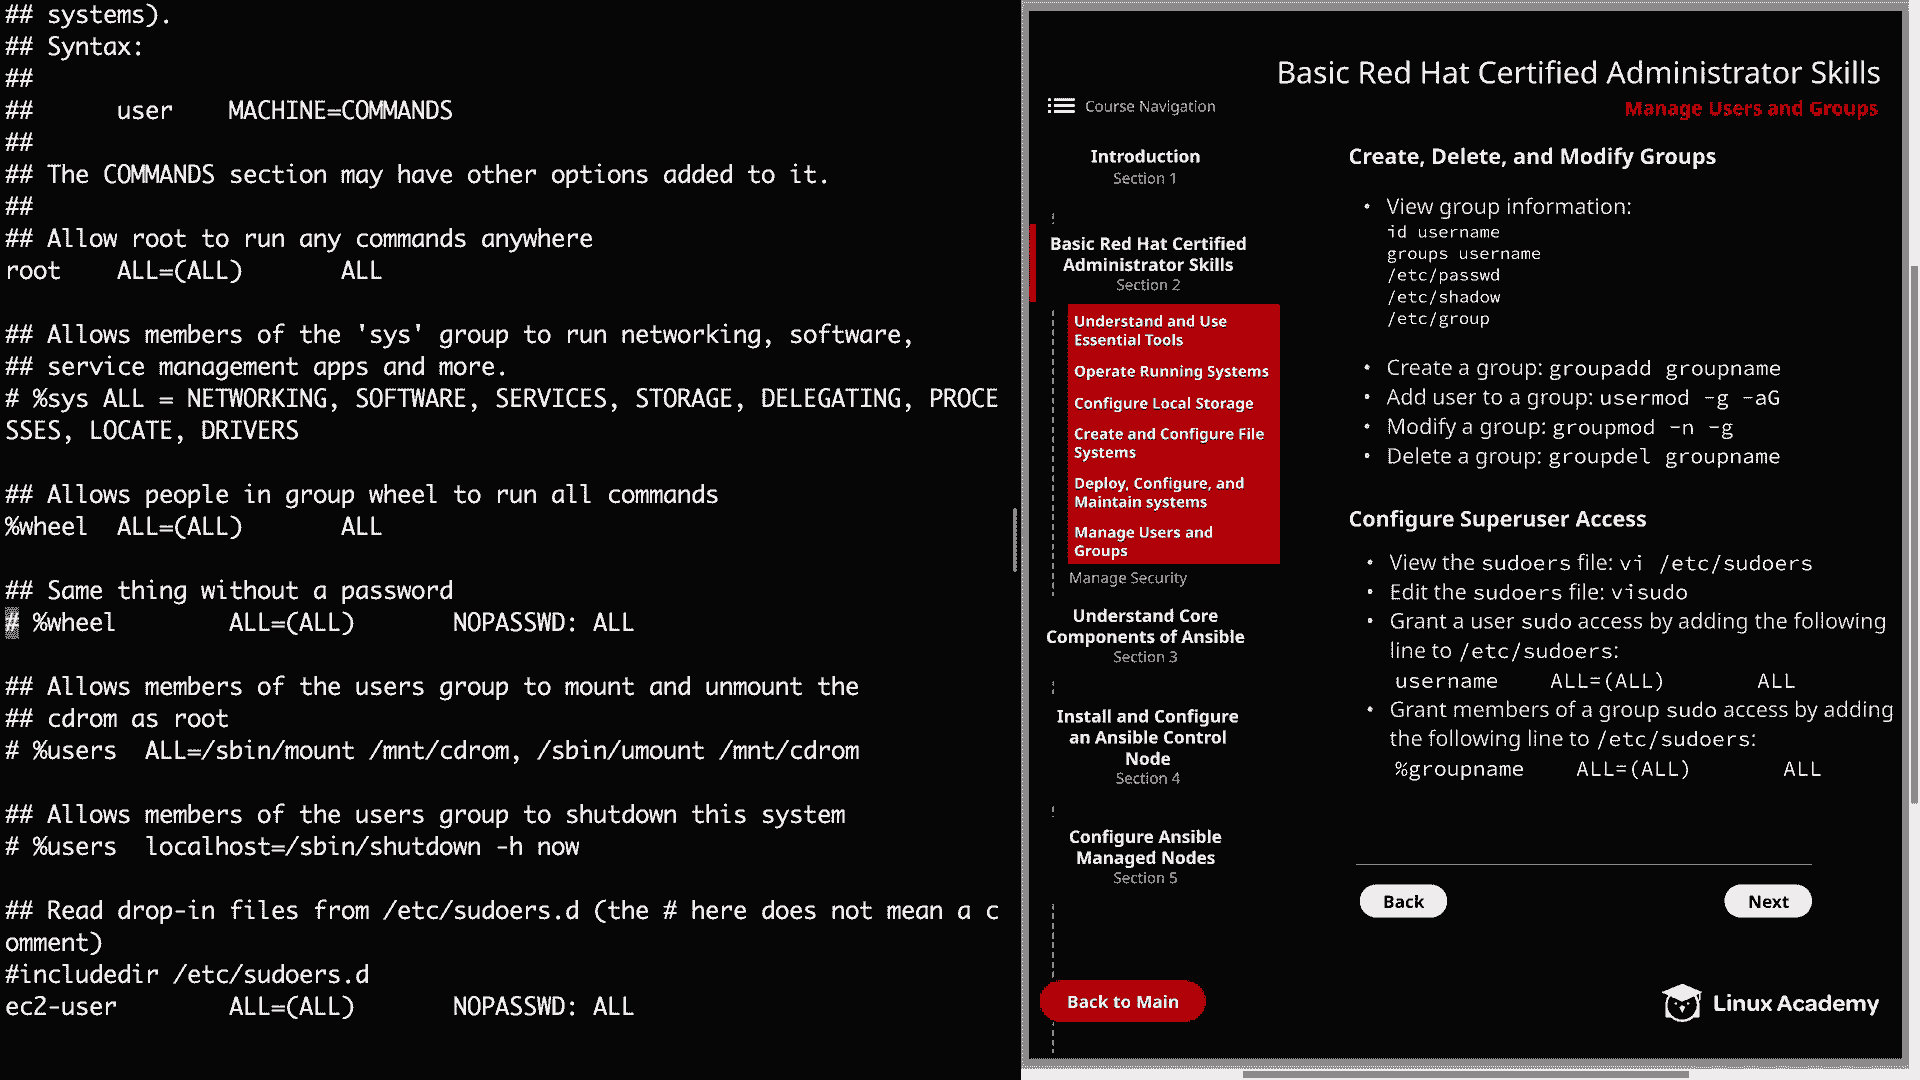 ## systems).
## Syntax:
##
##      user    MACHINE=COMMANDS
##
## The COMMANDS section may have other options added to it.
##
## Allow root to run any commands anywhere
root    ALL=(ALL)       ALL
## Allows members of the 'sys' group to run networking, software,
## service management apps and more.
# %sys ALL = NETWORKING, SOFTWARE, SERVICES, STORAGE, DELEGATING, PROCE
SSES, LOCATE, DRIVERS
## Allows people in group wheel to run all commands
%wheel  ALL=(ALL)       ALL
## Same thing without a password
# %wheel        ALL=(ALL)       NOPASSWD: ALL
## Allows members of the users group to mount and unmount the
## cdrom as root
# %users  ALL=/sbin/mount /mnt/cdrom, /sbin/umount /mnt/cdrom
## Allows members of the users group to shutdown this system
# %users  localhost=/sbin/shutdown -h now
## Read drop-in files from /etc/sudoers.d (the # here does not mean a c
omment)
#includedir /etc/sudoers.d
ec2-user        ALL=(ALL)       NOPASSWD: ALL
Basic Red Hat Certified Administrator Skills
Manage Users and Groups
Course Navigation
Introduction
Section 1
Basic Red Hat Certified
Administrator Skills
Section 2
Understand and Use
Essential Tools
Operate Running Systems
Configure Local Storage
Create and Configure File
Systems
Deploy, Configure, and
Maintain systems
Manage Users and
Groups
Manage Security
Understand Core
Components of Ansible
Section 3
Install and Configure
an Ansible Control
Node
Section 4
Configure Ansible
Managed Nodes
Section 5
Back to Main
Create, Delete, and Modify Groups
• View group information:
id username
groups username
/etc/passwd
/etc/shadow
/etc/group
• Create a group: groupadd groupname
• Add user to a group: usermod -g -aG
• Modify a group: groupmod -n -g
• Delete a group: groupdel groupname
Configure Superuser Access
• View the sudoers file: vi /etc/sudoers
• Edit the sudoers file: visudo
• Grant a user sudo access by adding the following
line to /etc/sudoers:
username    ALL=(ALL)       ALL
• Grant members of a group sudo access by adding
the following line to /etc/sudoers:
%groupname    ALL=(ALL)       ALL
Back
Next
Linux Academy